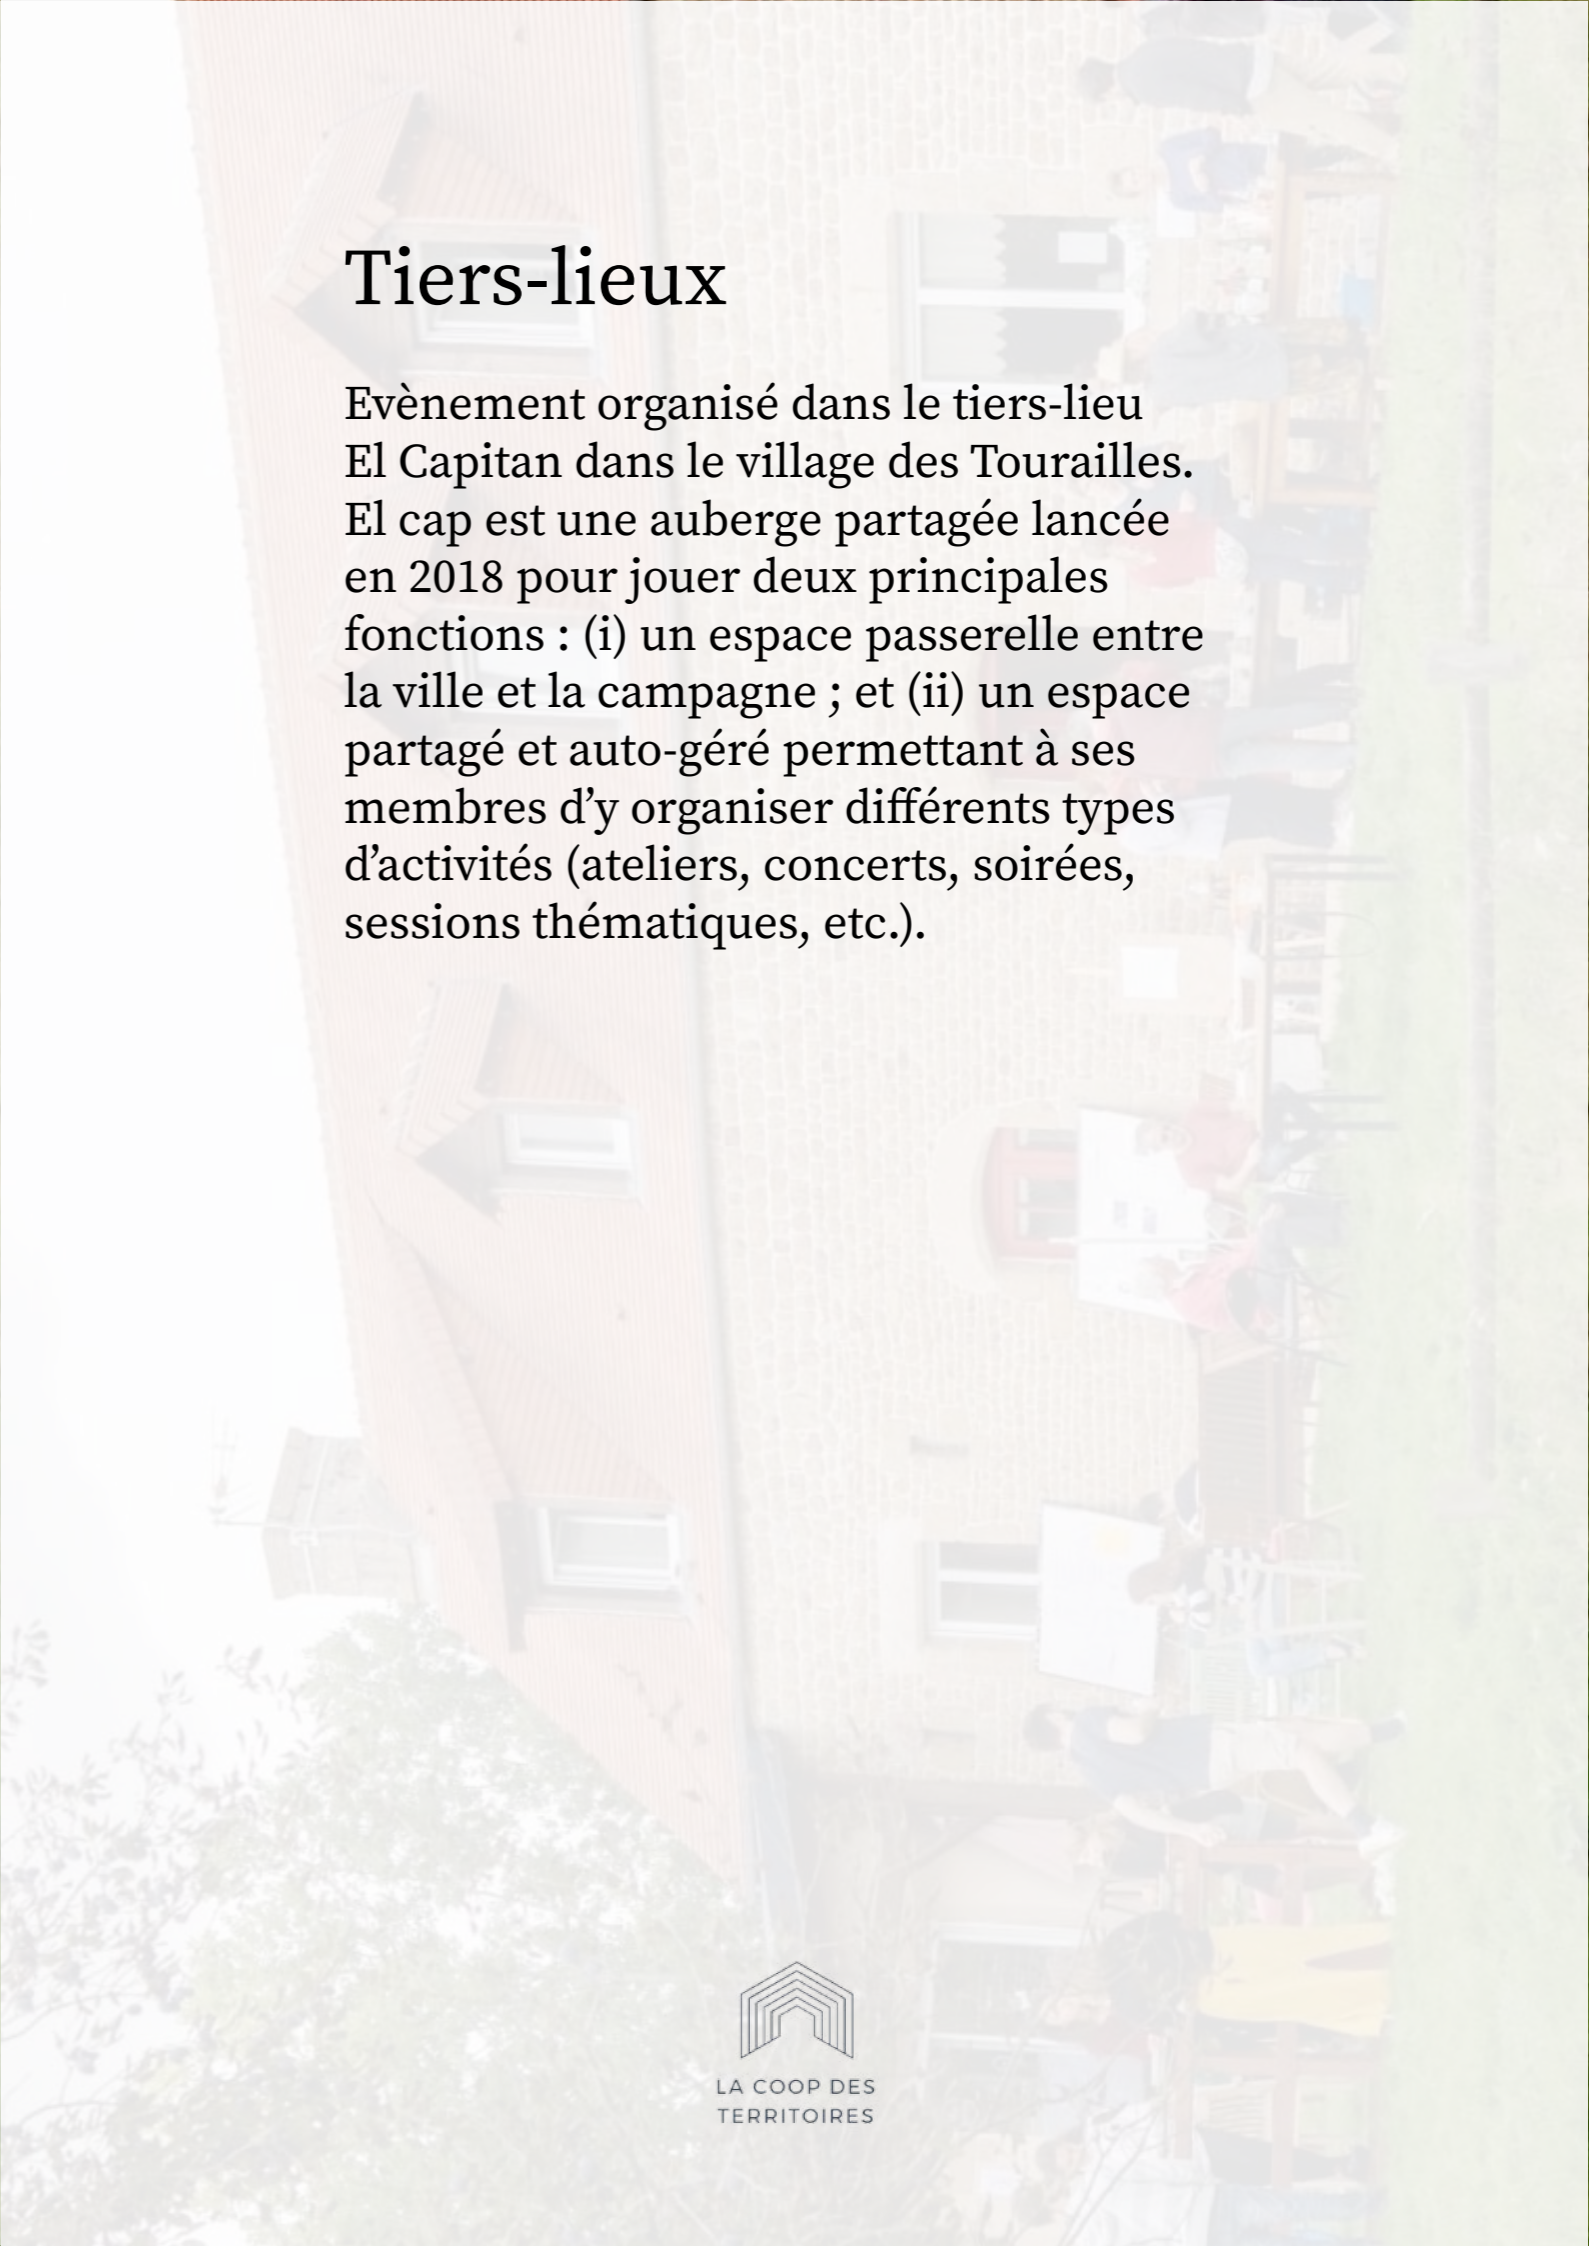 Tiers-lieux
Evènement organisé dans le tiers-lieu
El Capitan dans le village des Tourailles.
El cap est une auberge partagée lancée
en 2018 pour jouer deux principales
fonctions : (i) un espace passerelle entre
la ville et la campagne ; et (ii) un espace
partagé et auto-géré permettant à ses
membres d’y organiser différents types
d’activités (ateliers, concerts, soirées,
sessions thématiques, etc.).
LA COOP DES
TERRITOIRES